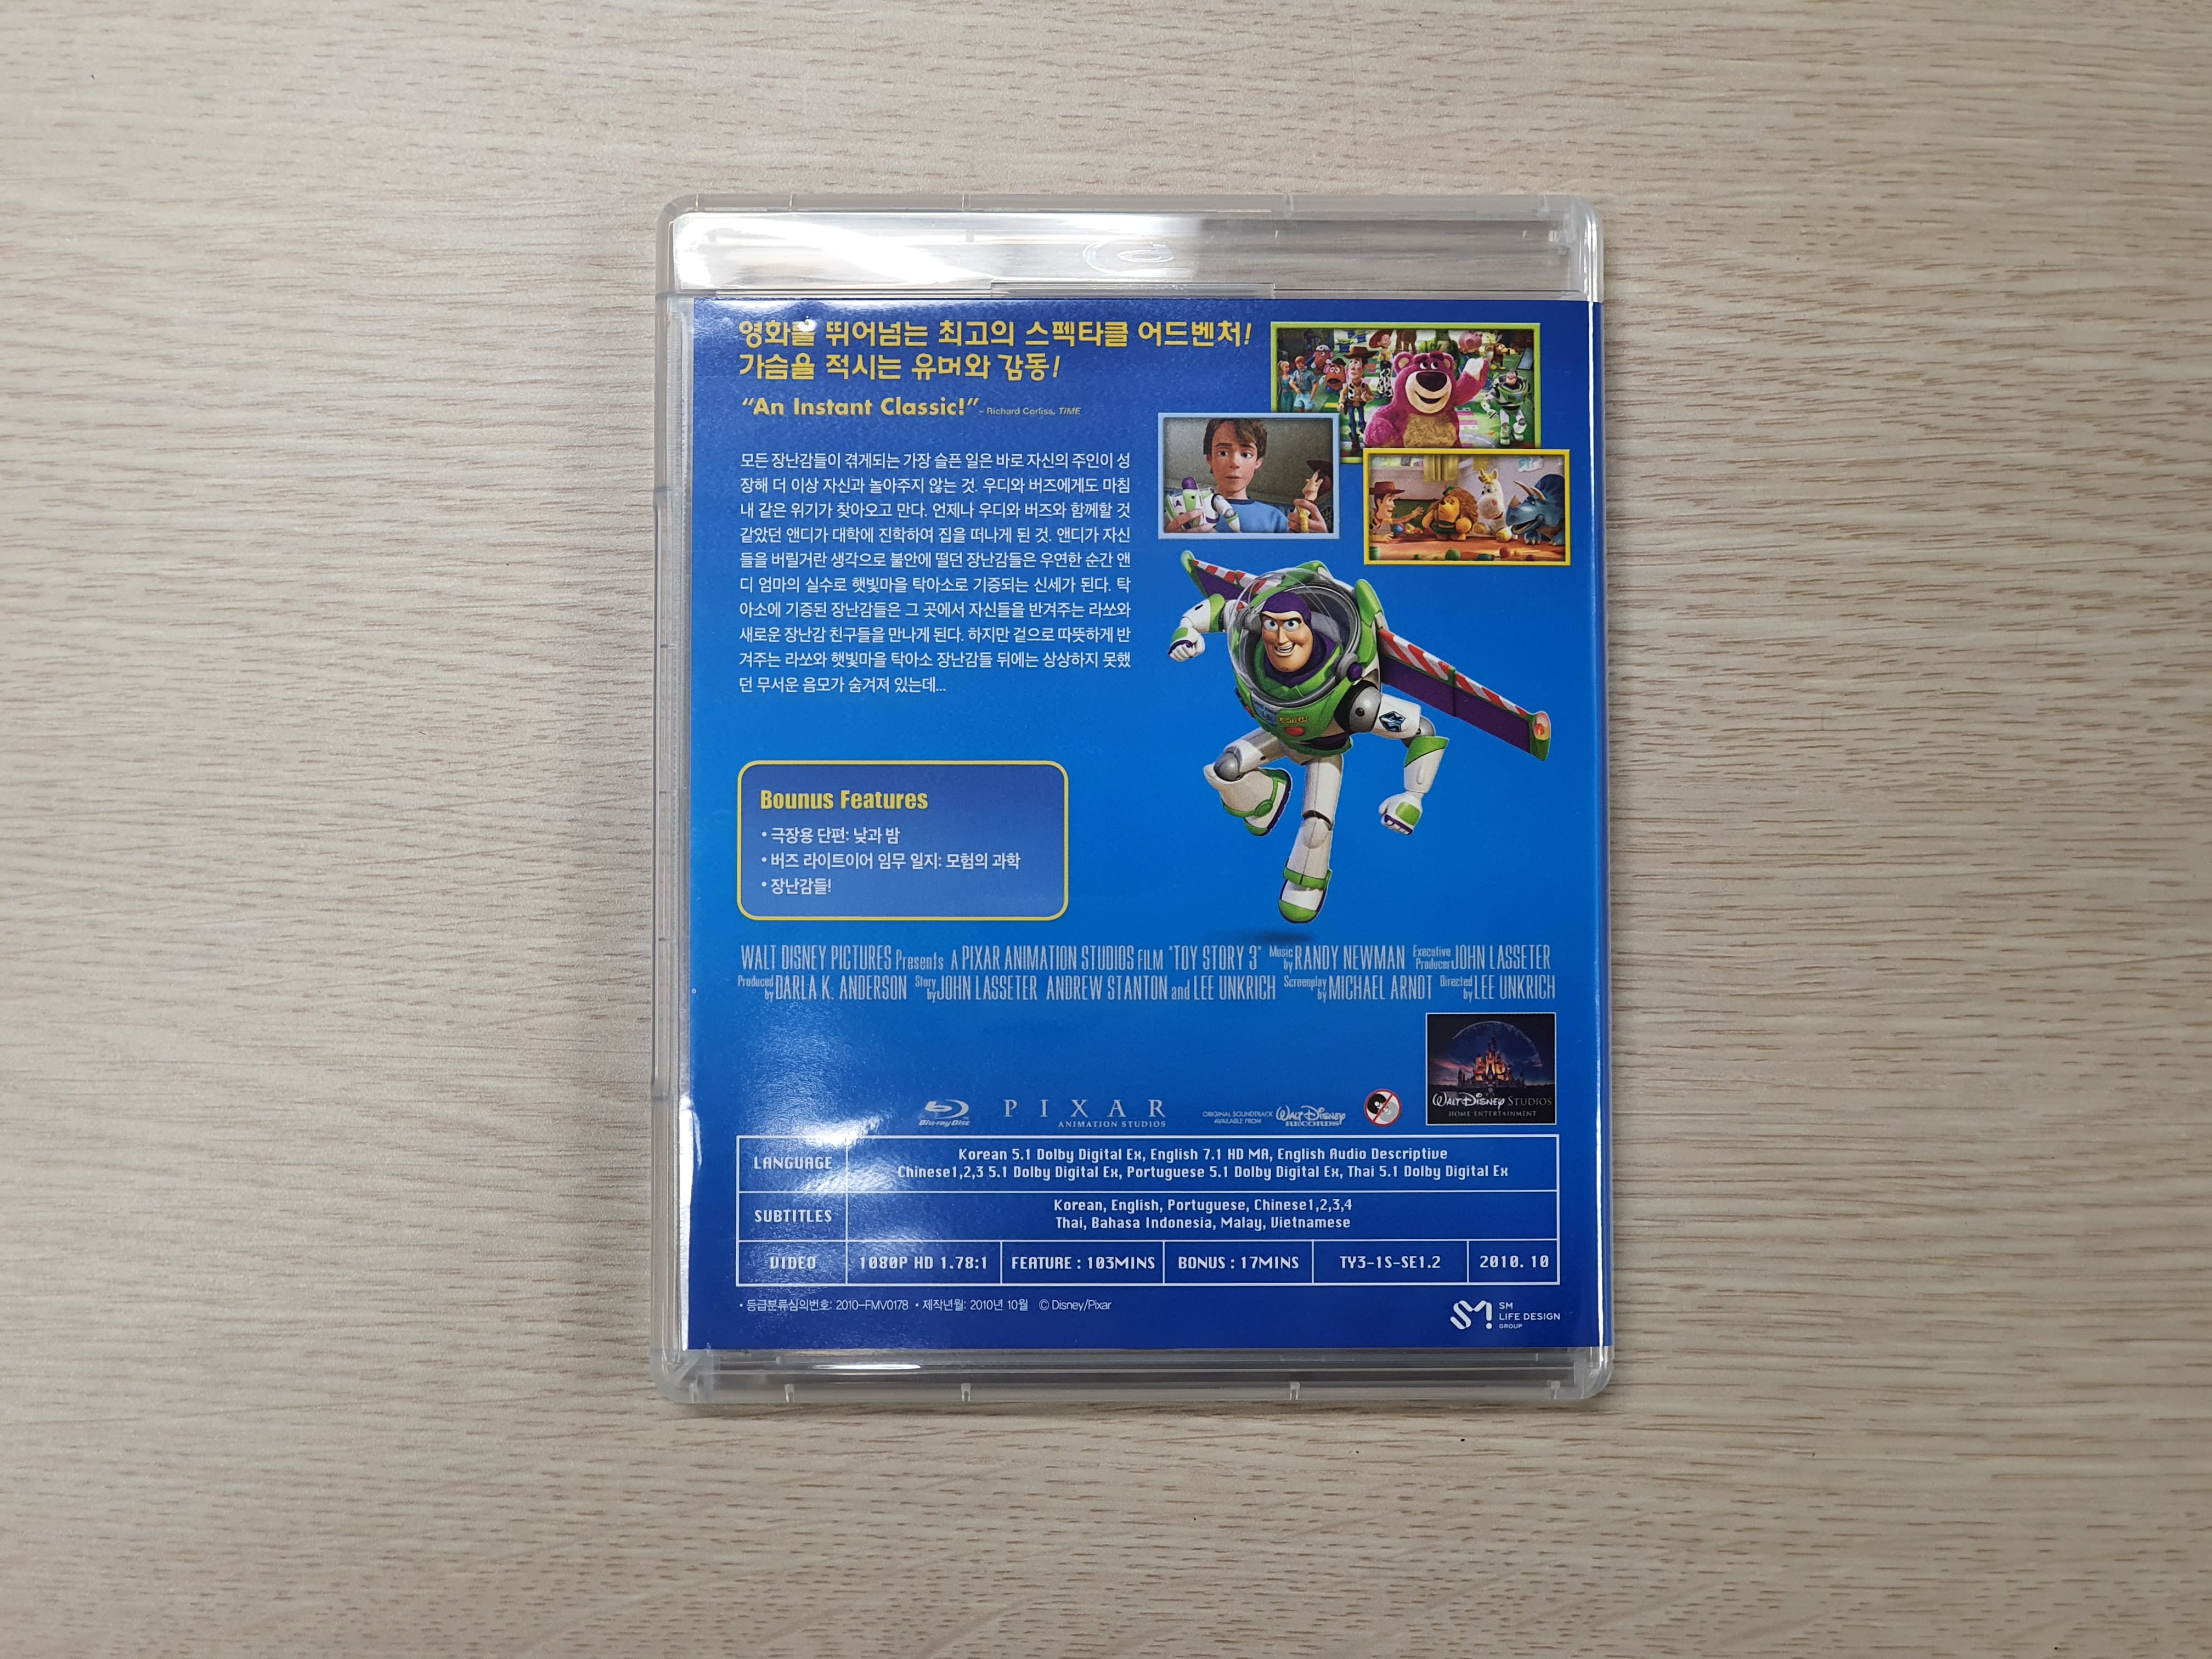 영화를 뛰어넘는 최고의 스펙타클 어드벤처!
가슴을 적시는 유머와 감동!
“An Instant Classic!” - Richard Corliss, TIME
모든 장난감들이 겪게되는 가장 슬픈 일은 바로 자신의 주인이 성
장해 더 이상 자신과 놀아주지 않는 것. 우디와 버즈에게도 마침
내 같은 위기가 찾아오고 만다. 언제나 우디와 버즈와 함께할 것
같았던 앤디가 대학에 진학하여 집을 떠나게 된 것. 앤디가 자신
들을 버릴거란 생각으로 불안에 떨던 장난감들은 우연한 순간 앤
디 엄마의 실수로 햇빛마을 탁아소로 기증되는 신세가 된다. 탁
아소에 기증된 장난감들은 그 곳에서 자신들을 반겨주는 라쏘와
새로운 장난감 친구들을 만나게 된다. 하지만 겉으로 따뜻하게 반
겨주는 라쏘와 햇빛마을 탁아소 장난감들 뒤에는 상상하지 못했
던 무서운 음모가 숨겨져 있는데...
Bounus Features
• 극장용 단편: 낮과 밤
• 버즈 라이트이어 임무 일지: 모험의 과학
• 장난감들!
WALT DISNEY PICTURES Presents A PIXAR ANIMATION STUDIOS FILM "TOY STORY 3" Music by RANDY NEWMAN Executive Producer JOHN LASSETER
Produced by DARLA K. ANDERSON Story by JOHN LASSETER ANDREW STANTON and LEE UNKRICH Screenplay by MICHAEL ARNDT Directed by LEE UNKRICH
Blu-ray Disc
PIXAR
ANIMATION STUDIOS
ORIGINAL SOUNDTRACK
AVAILABLE FROM
WALT DISNEY
RECORDS
WALT DISNEY STUDIOS
HOME ENTERTAINMENT
LANGUAGE
Korean 5.1 Dolby Digital Ex, English 7.1 HD MA, English Audio Descriptive
Chinese1,2,3 5.1 Dolby Digital Ex, Portuguese 5.1 Dolby Digital Ex, Thai 5.1 Dolby Digital Ex
SUBTITLES
Korean, English, Portuguese, Chinese1,2,3,4
Thai, Bahasa Indonesia, Malay, Vietnamese
VIDEO 1080P HD 1.78:1 FEATURE : 103MINS BONUS : 17MINS TY3-1S-SE1.2 2010. 10
• 등급분류심의번호: 2010-FMV0178 • 제작년월: 2010년 10월 © Disney/Pixar
SM
LIFE DESIGN
GROUP